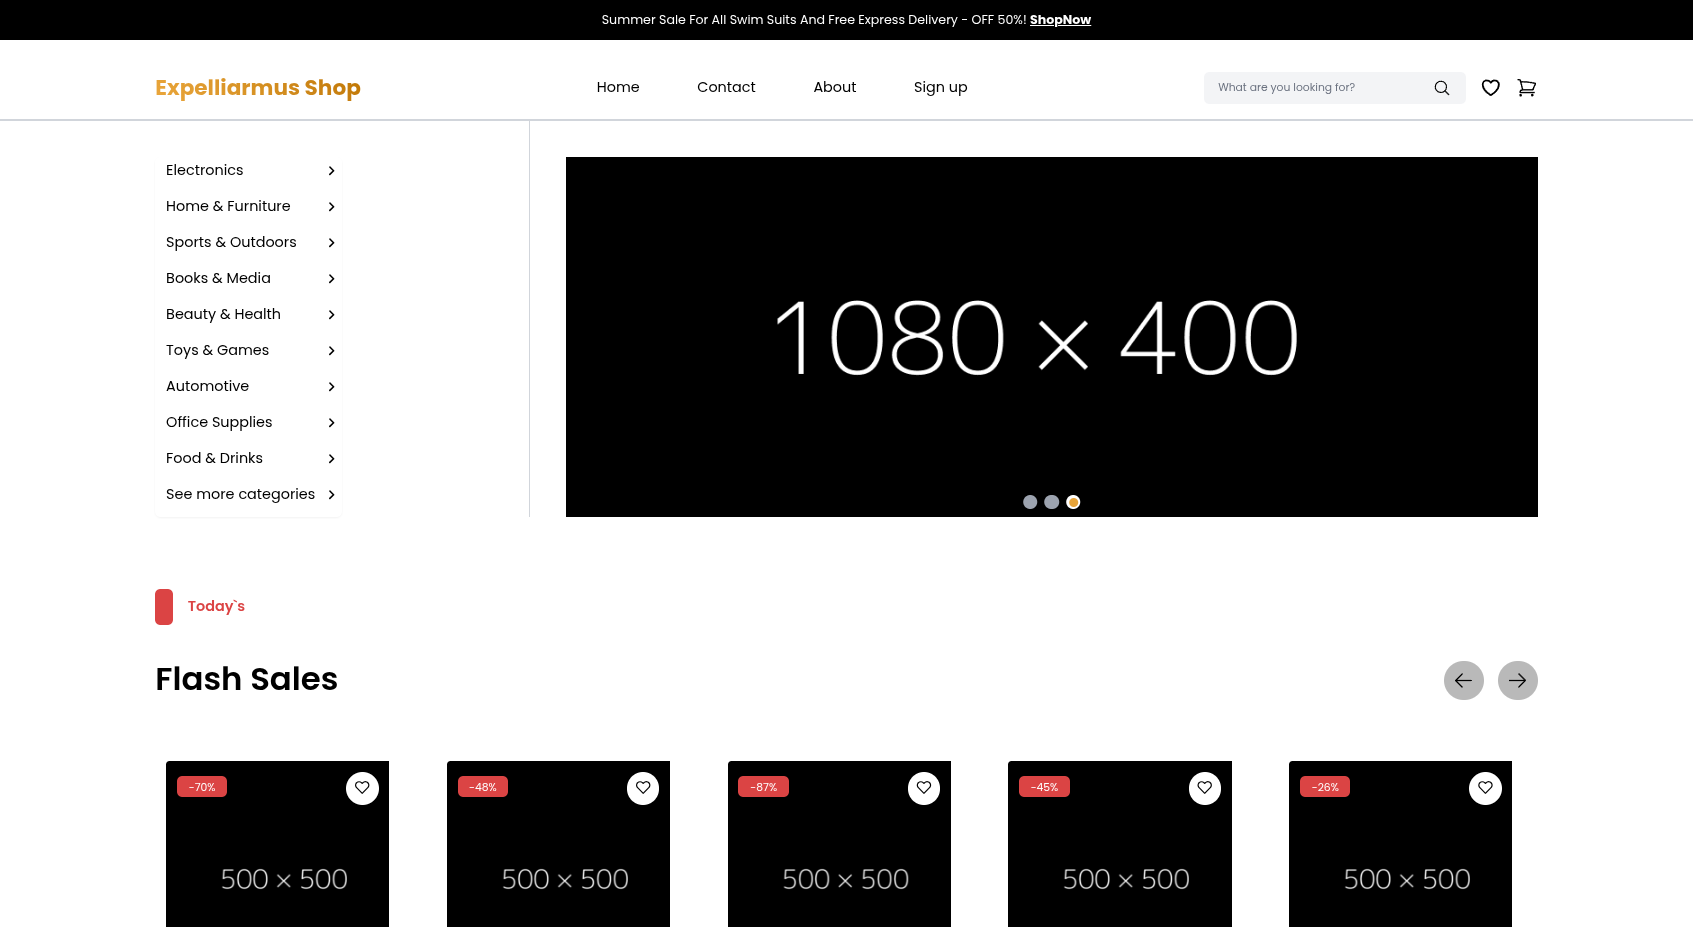 Summer Sale For All Swim Suits And Free Express Delivery - OFF 50%! ShopNow
Expelliarmus Shop
Home
Contact
About
Sign up
What are you looking for?
Electronics
Home & Furniture
Sports & Outdoors
Books & Media
Beauty & Health
Toys & Games
Automotive
Office Supplies
Food & Drinks
See more categories
1080 × 400
Today`s
Flash Sales
-70%
-48%
-87%
-45%
-26%
500 × 500
500 × 500
500 × 500
500 × 500
500 × 500